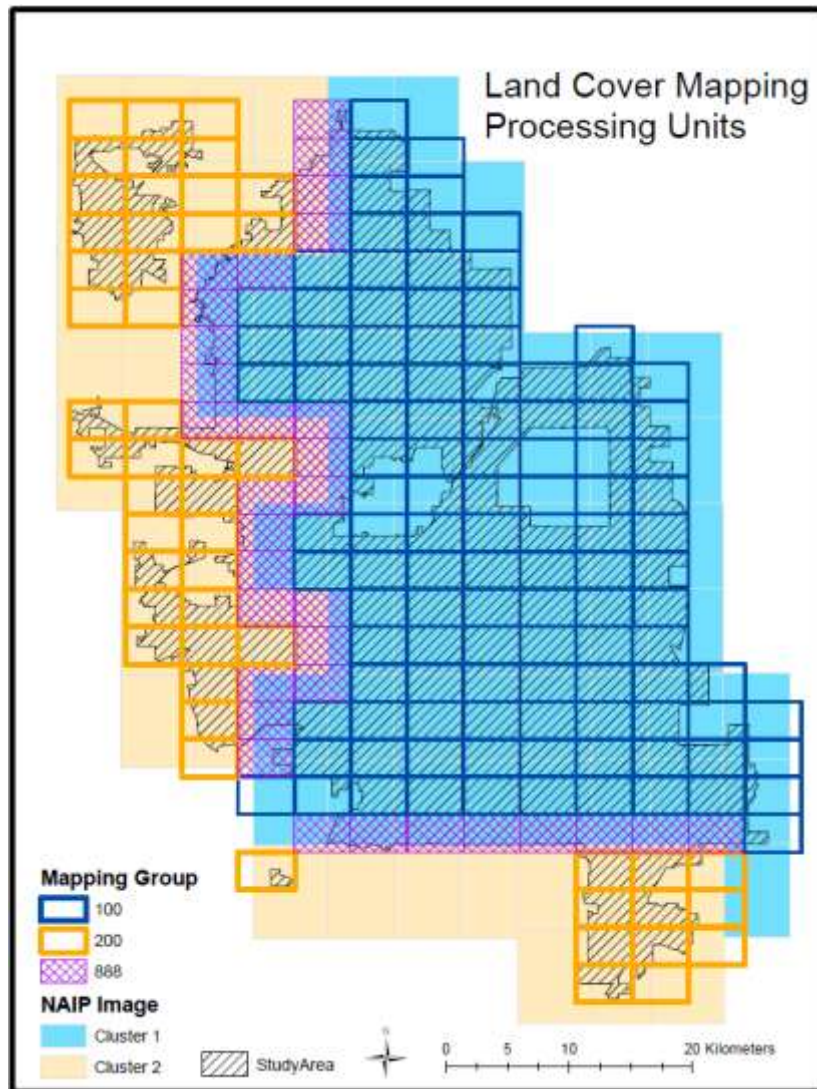 Land Cover Mapping
Processing Units
Mapping Group
100
200
888
NAIP Image
Cluster 1
Cluster 2
StudyArea
N
0 5 10 20 Kilometers